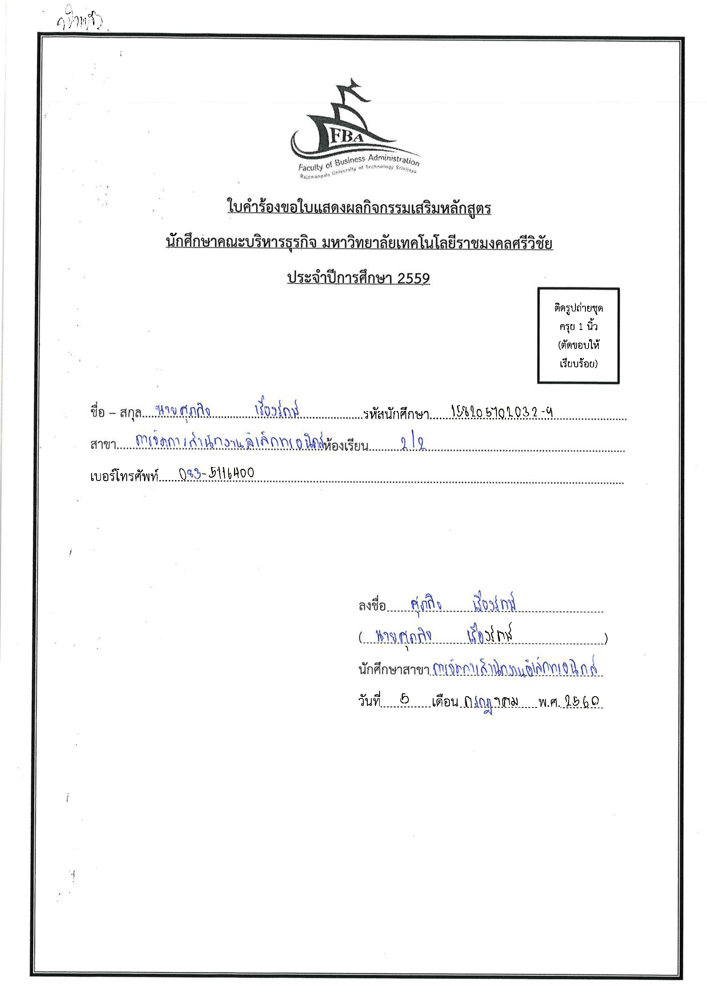 FBA
Faculty of Business Administration
Rajamangala University of Technology Srivijaya
ใบคำร้องขอใบแสดงผลกิจกรรมเสริมหลักสูตร
นักศึกษาคณะบริหารธุรกิจ มหาวิทยาลัยเทคโนโลยีราชมงคลศรีวิชัย
ประจำปีการศึกษา 2559
ติดรูปถ่ายชุด
ครุย 1 นิ้ว
(ตัดขอบให้
เรียบร้อย)
ชื่อ – สกุล นายศุภกิจ เรืองรักษ์ รหัสนักศึกษา 158205102032-9
สาขา การจัดการสำนักงานอิเล็กทรอนิกส์ ห้องเรียน 2/2
เบอร์โทรศัพท์ 083-5116400
ลงชื่อ ศุภกิจ เรืองรักษ์
( นายศุภกิจ เรืองรักษ์ )
นักศึกษาสาขา การจัดการสำนักงานอิเล็กทรอนิกส์
วันที่ 5 เดือน กรกฎาคม พ.ศ. 2560